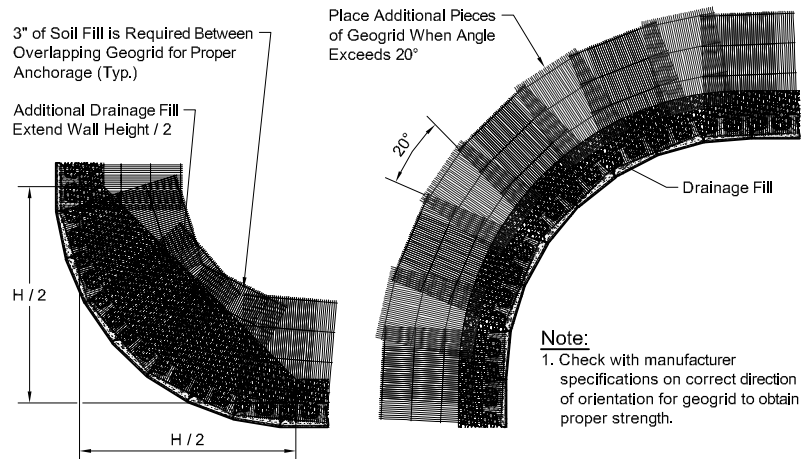 3" of Soil Fill is Required Between
Overlapping Geogrid for Proper
Anchorage (Typ.)
Additional Drainage Fill
Extend Wall Height / 2
H / 2
H / 2
Place Additional Pieces
of Geogrid When Angle
Exceeds 20°
20°
Drainage Fill
Note:
1. Check with manufacturer
specifications on correct direction
of orientation for geogrid to obtain
proper strength.